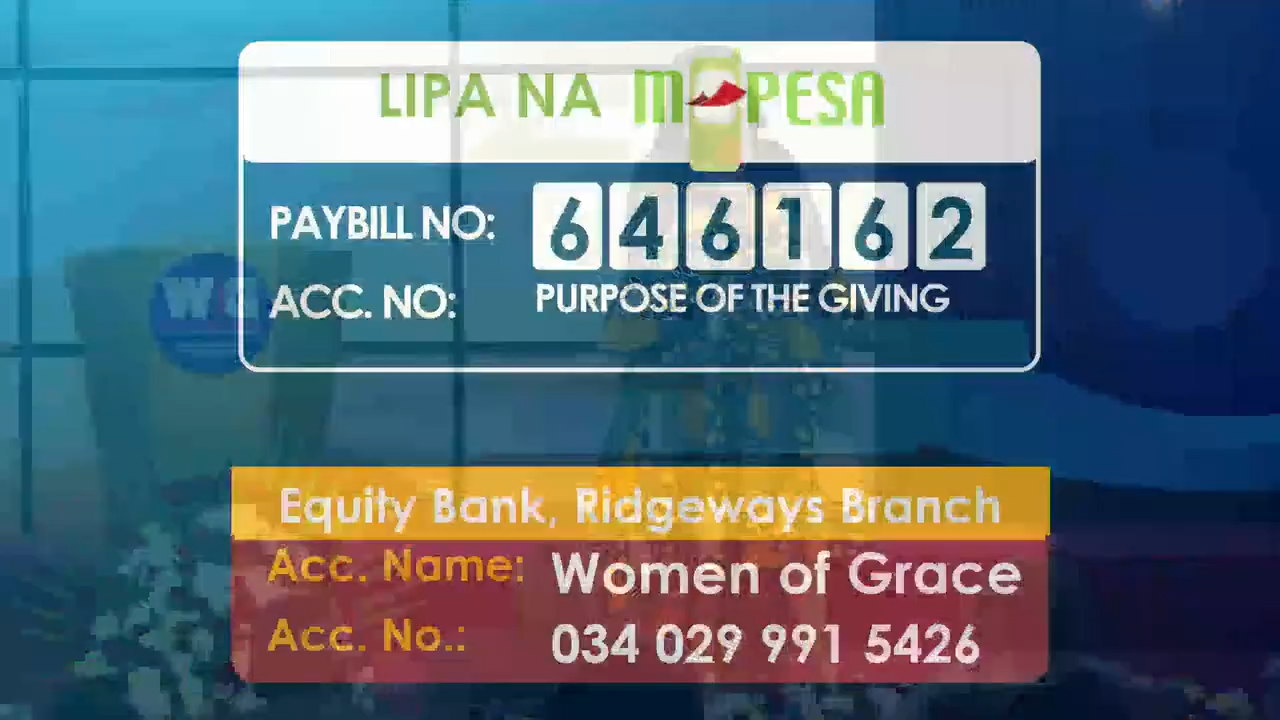 LIPA NA M-PESA
PAYBILL NO: 646162
ACC. NO: PURPOSE OF THE GIVING
Equity Bank, Ridgeways Branch
Acc. Name: Women of Grace
Acc. No.: 034 029 991 5426